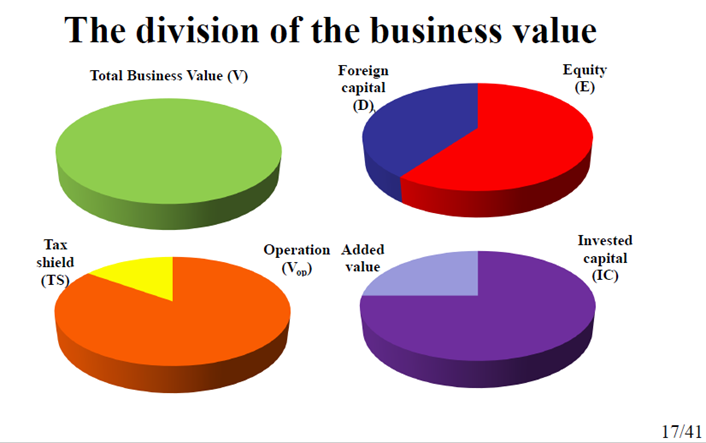 The division of the business value
Total Business Value (V)
Foreign
capital
(D)
Equity
(E)
Tax
shield
(TS)
Operation
(Vop)
Added
value
Invested
capital
(IC)
17/41